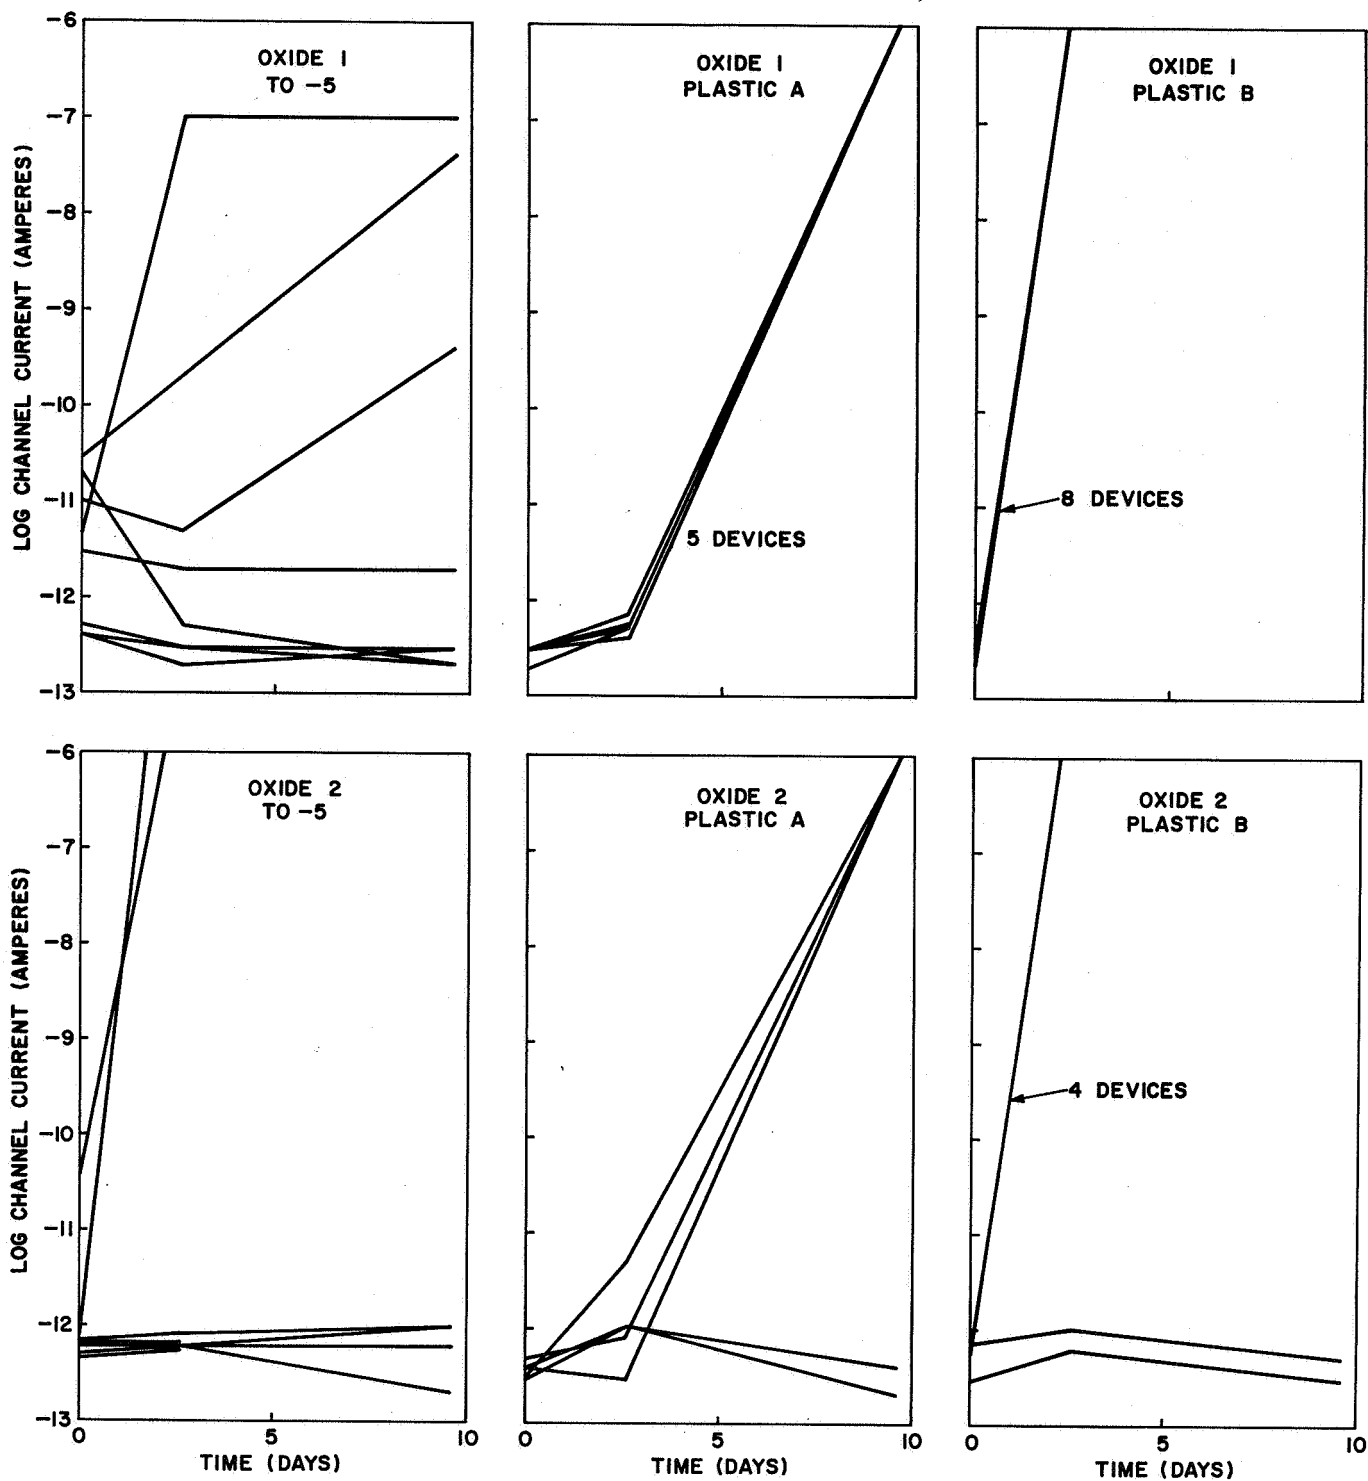 OXIDE 1
TO -5
OXIDE 1
PLASTIC A
OXIDE 1
PLASTIC B
-6
-7
-8
-9
-10
-11
-12
-13
LOG CHANNEL CURRENT (AMPERES)
5 DEVICES
8 DEVICES
OXIDE 2
TO -5
OXIDE 2
PLASTIC A
OXIDE 2
PLASTIC B
-6
-7
-8
-9
-10
-11
-12
-13
LOG CHANNEL CURRENT (AMPERES)
4 DEVICES
0 5 10
TIME (DAYS)
0 5 10
TIME (DAYS)
0 5 10
TIME (DAYS)